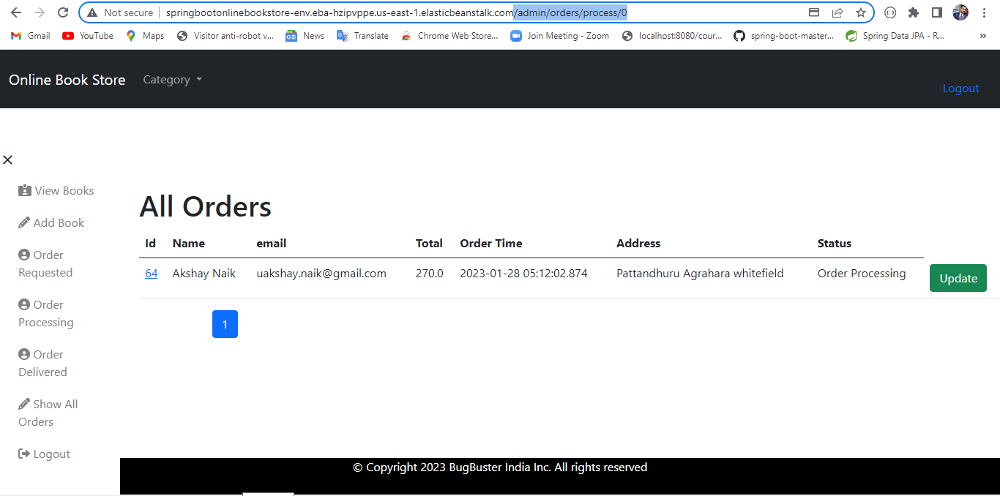 Not secure springbootonlinebookstore-env.eba-hzipvppe.us-east-1.elasticbeanstalk.com/admin/orders/process/0
Gmail YouTube Maps Visitor anti-robot v... News Translate Chrome Web Store... Join Meeting - Zoom localhost:8080/cour... spring-boot-master... Spring Data JPA - R... »
Online Book Store Category
Logout
View Books
Add Book
Order
Requested
Order
Processing
Order
Delivered
Show All
Orders
Logout
All Orders
Id Name email Total Order Time Address Status
64 Akshay Naik uakshay.naik@gmail.com 270.0 2023-01-28 05:12:02.874 Pattandhuru Agrahara whitefield Order Processing Update
1
© Copyright 2023 BugBuster India Inc. All rights reserved